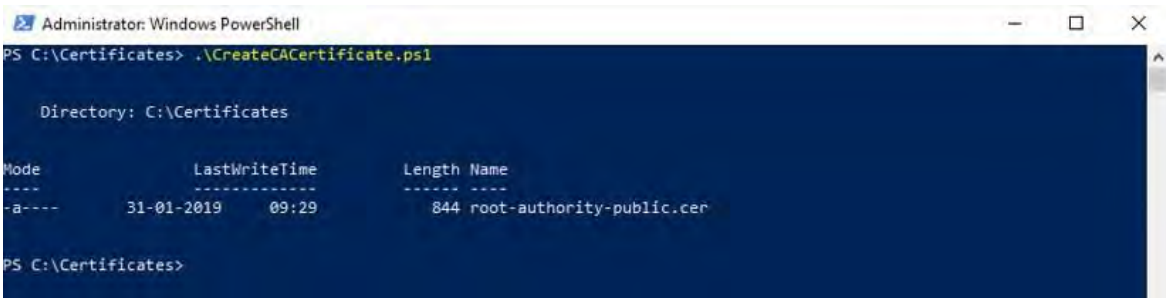 Administrator: Windows PowerShell
PS C:\Certificates> .\CreateCACertificate.ps1
Directory: C:\Certificates
Mode LastWriteTime Length Name
---- ------------- ------ ----
-a---- 31-01-2019 09:29 844 root-authority-public.cer
PS C:\Certificates>